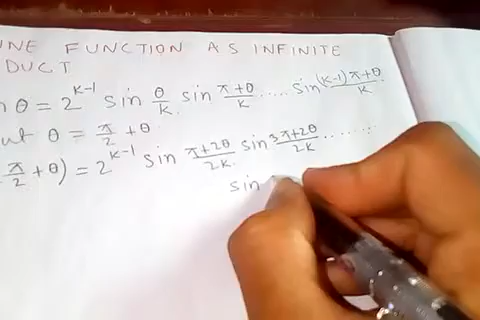 INE FUNCTION AS INFINITE
DUCT
n θ = 2^{k-1} sin θ/k sin (π+θ)/k ..... sin ((k-1)π+θ)/k
ut θ = π/2 + θ
π/2 + θ) = 2^{k-1} sin (π+2θ)/2k sin (3π+2θ)/2k ........
sin